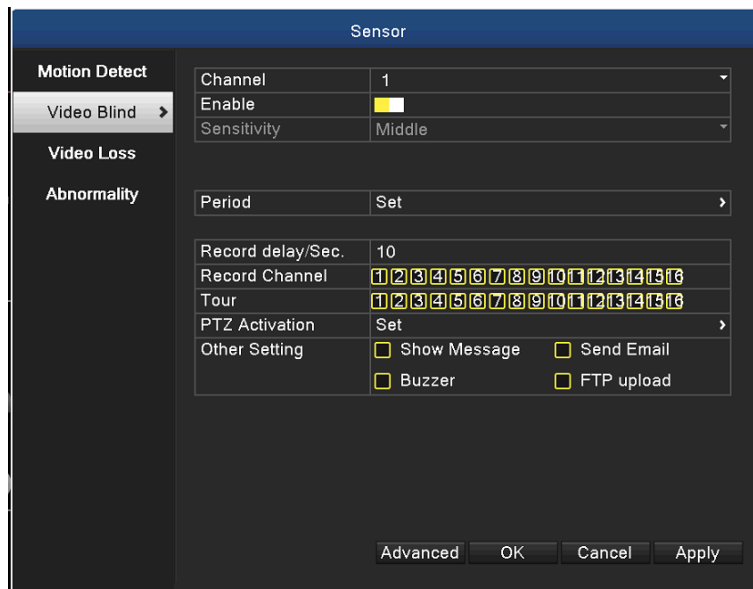 Sensor
Motion Detect
Video Blind
Video Loss
Abnormality
Channel 1
Enable
Sensitivity Middle
Period Set
Record delay/Sec. 10
Record Channel 1 2 3 4 5 6 7 8 9 10 11 12 13 14 15 16
Tour 1 2 3 4 5 6 7 8 9 10 11 12 13 14 15 16
PTZ Activation Set
Other Setting Show Message Send Email
Buzzer FTP upload
Advanced OK Cancel Apply